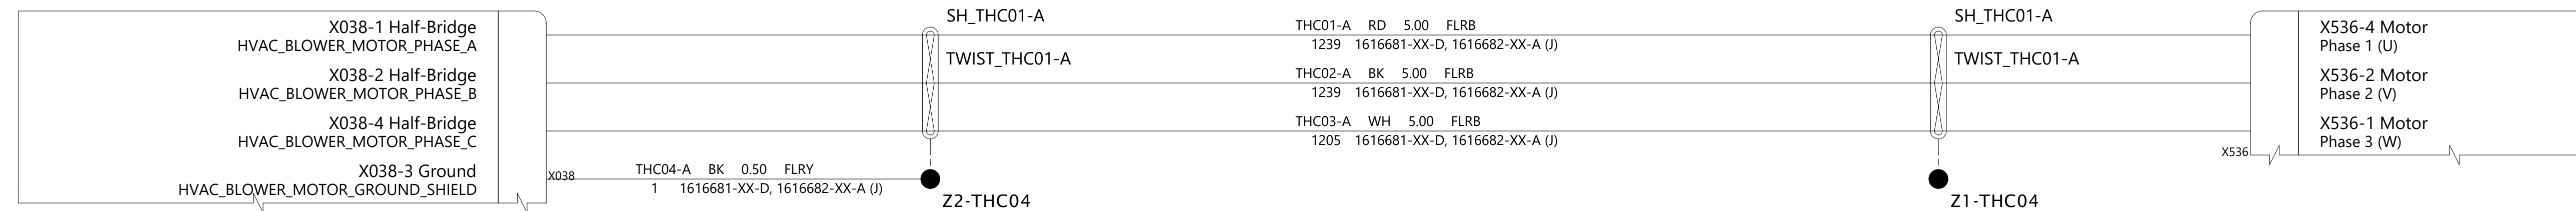 X038-1 Half-Bridge
HVAC_BLOWER_MOTOR_PHASE_A
X038-2 Half-Bridge
HVAC_BLOWER_MOTOR_PHASE_B
X038-4 Half-Bridge
HVAC_BLOWER_MOTOR_PHASE_C
X038-3 Ground
HVAC_BLOWER_MOTOR_GROUND_SHIELD
X038
THC04-A BK 0.50 FLRY
1 1616681-XX-D, 1616682-XX-A (J)
SH_THC01-A
TWIST_THC01-A
Z2-THC04
THC01-A RD 5.00 FLRB
1239 1616681-XX-D, 1616682-XX-A (J)
THC02-A BK 5.00 FLRB
1239 1616681-XX-D, 1616682-XX-A (J)
THC03-A WH 5.00 FLRB
1205 1616681-XX-D, 1616682-XX-A (J)
SH_THC01-A
TWIST_THC01-A
Z1-THC04
X536
X536-4 Motor
Phase 1 (U)
X536-2 Motor
Phase 2 (V)
X536-1 Motor
Phase 3 (W)